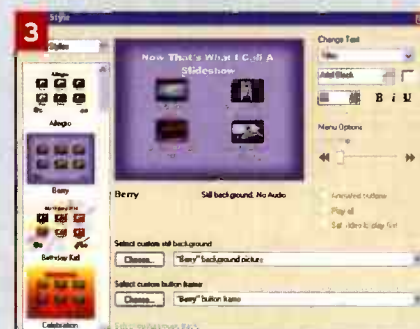 3
Style
Styles
Allegro
Allegro
Berry
Birthday Kid
Celebration
Now That's What I Call A
Slideshow
Berry
Still background, No Audio
Select custom still background
Choose...
"Berry" background picture
Select custom button frame
Choose...
"Berry" button frame
Change Text
Arial Black
B i U
Menu Options
Animated buttons
Play all
Set video to play first